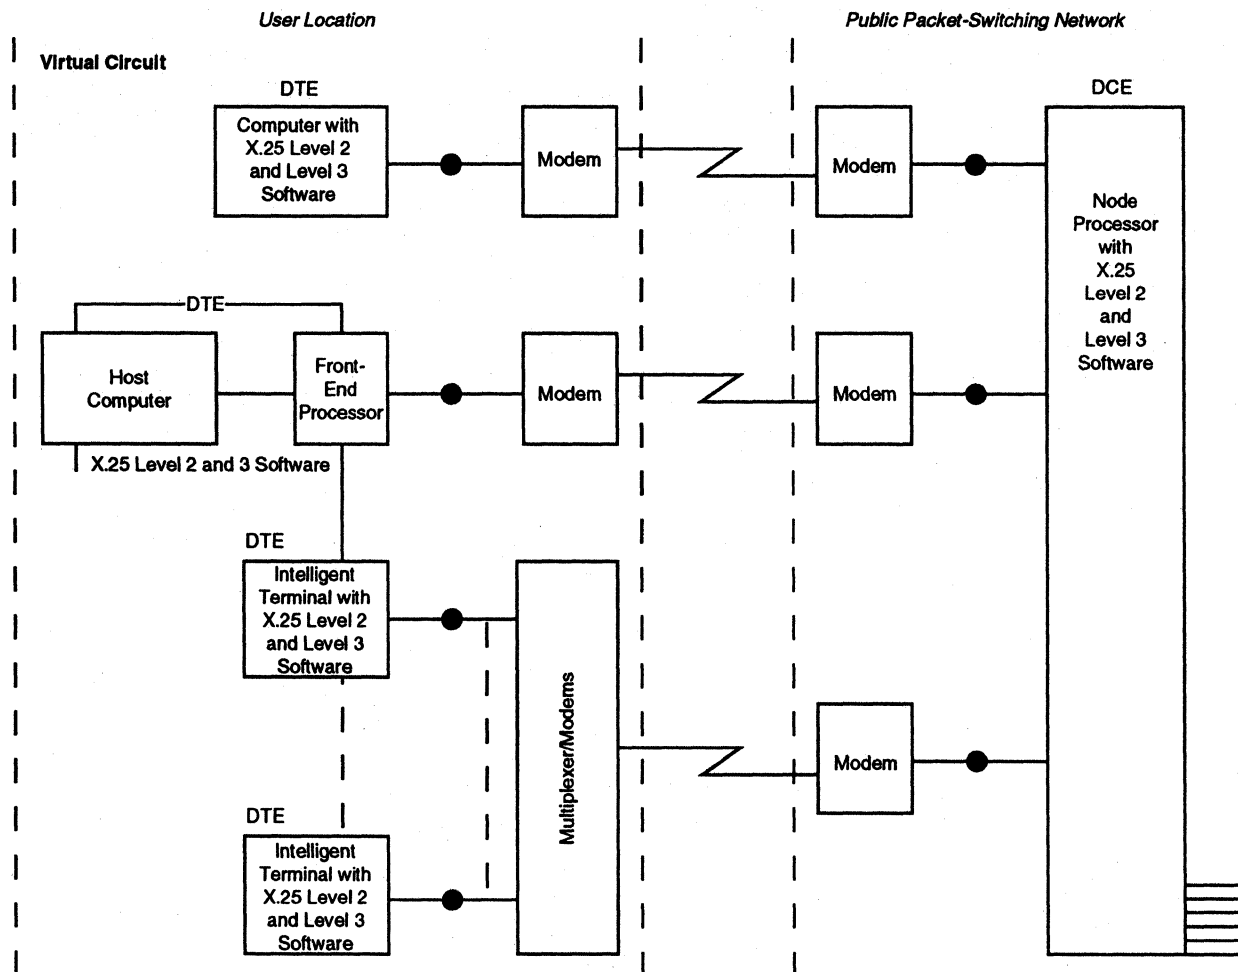 User Location
Public Packet-Switching Network
Virtual Circuit
DTE
Computer with
X.25 Level 2
and Level 3
Software
Modem
Modem
DCE
Node
Processor
with
X.25
Level 2
and
Level 3
Software
DTE
Host
Computer
Front-
End
Processor
Modem
Modem
X.25 Level 2 and 3 Software
DTE
Intelligent
Terminal with
X.25 Level 2
and Level 3
Software
Multiplexer/Modems
Modem
DTE
Intelligent
Terminal with
X.25 Level 2
and Level 3
Software